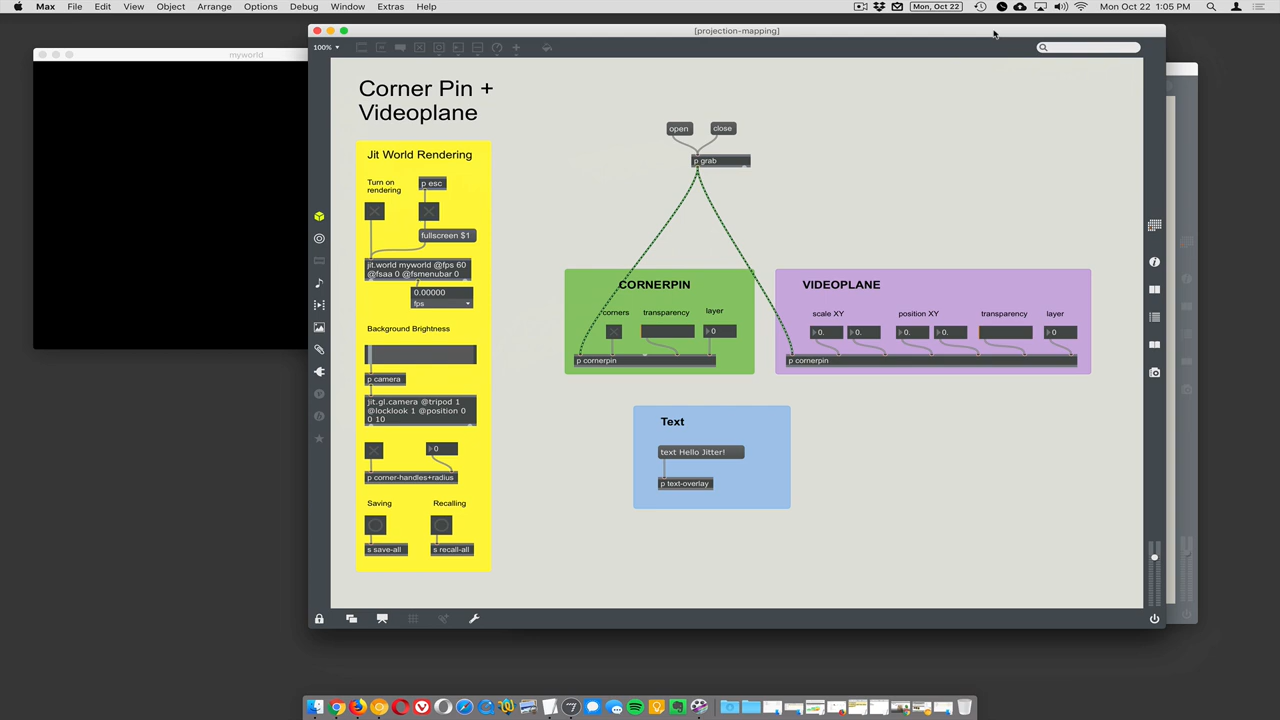 Max File Edit View Object Arrange Options Debug Window Extras Help
Mon, Oct 22
Mon Oct 22 1:05 PM
myworld
[projection-mapping]
100%
Corner Pin +
Videoplane
Jit World Rendering
Turn on
rendering
p esc
fullscreen $1
jit.world myworld @fps 60
@fsaa 0 @fsmenubar 0
0.00000
fps
Background Brightness
p camera
jit.gl.camera @tripod 1
@locklook 1 @position 0
0 10
0
p corner-handles+radius
Saving Recalling
s save-all s recall-all
open close
p grab
CORNERPIN
corners transparency layer
0
p cornerpin
VIDEOPLANE
scale XY position XY transparency layer
0. 0. 0. 0. 0
p cornerpin
Text
text Hello Jitter!
p text-overlay